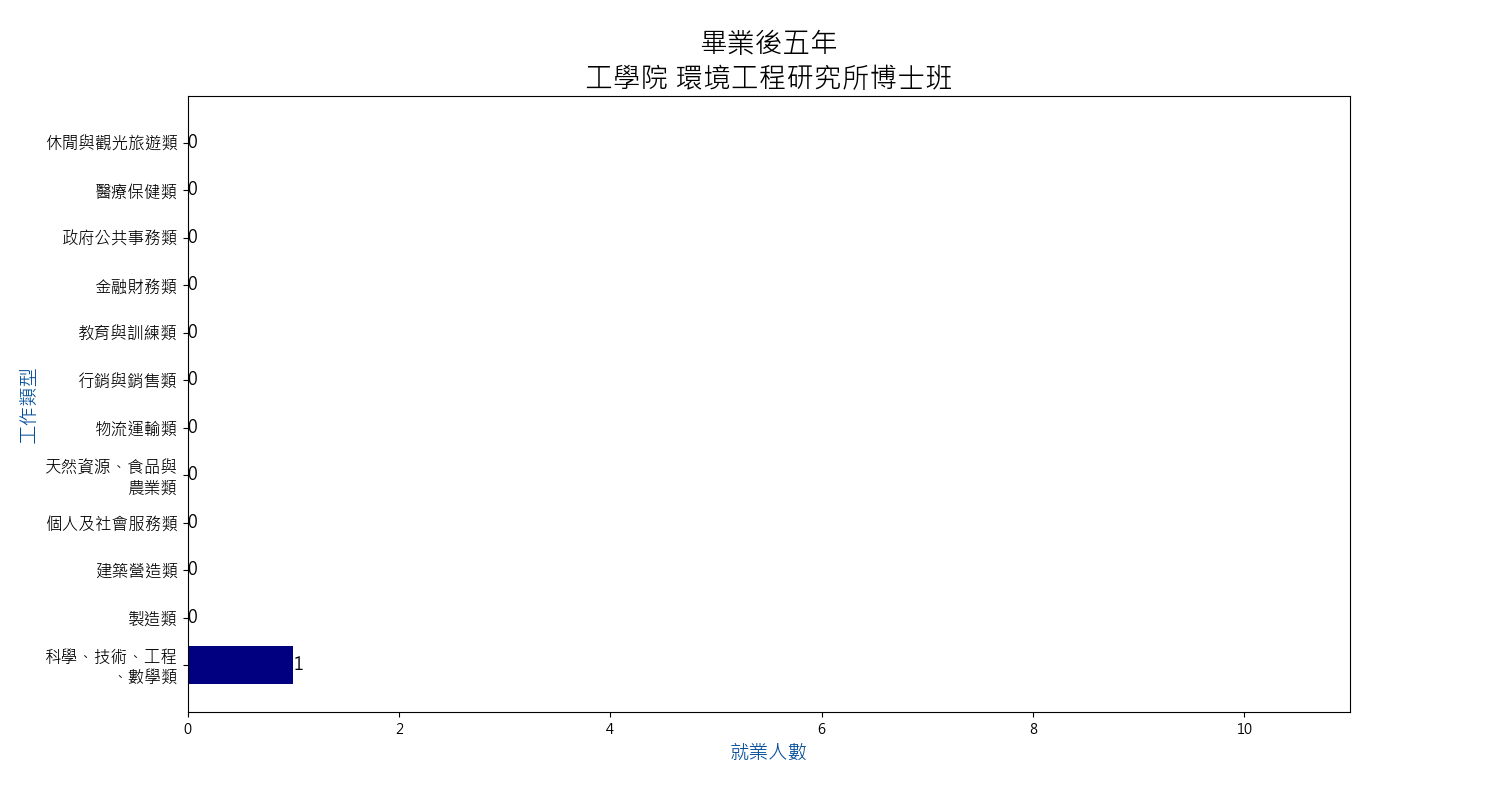 畢業後五年
工學院 環境工程研究所博士班
休閒與觀光旅遊類 0
醫療保健類 0
政府公共事務類 0
金融財務類 0
教育與訓練類 0
行銷與銷售類 0
物流運輸類 0
天然資源、食品與
農業類 0
個人及社會服務類 0
建築營造類 0
製造類 0
科學、技術、工程
、數學類 1
工作類型
0 2 4 6 8 10
就業人數